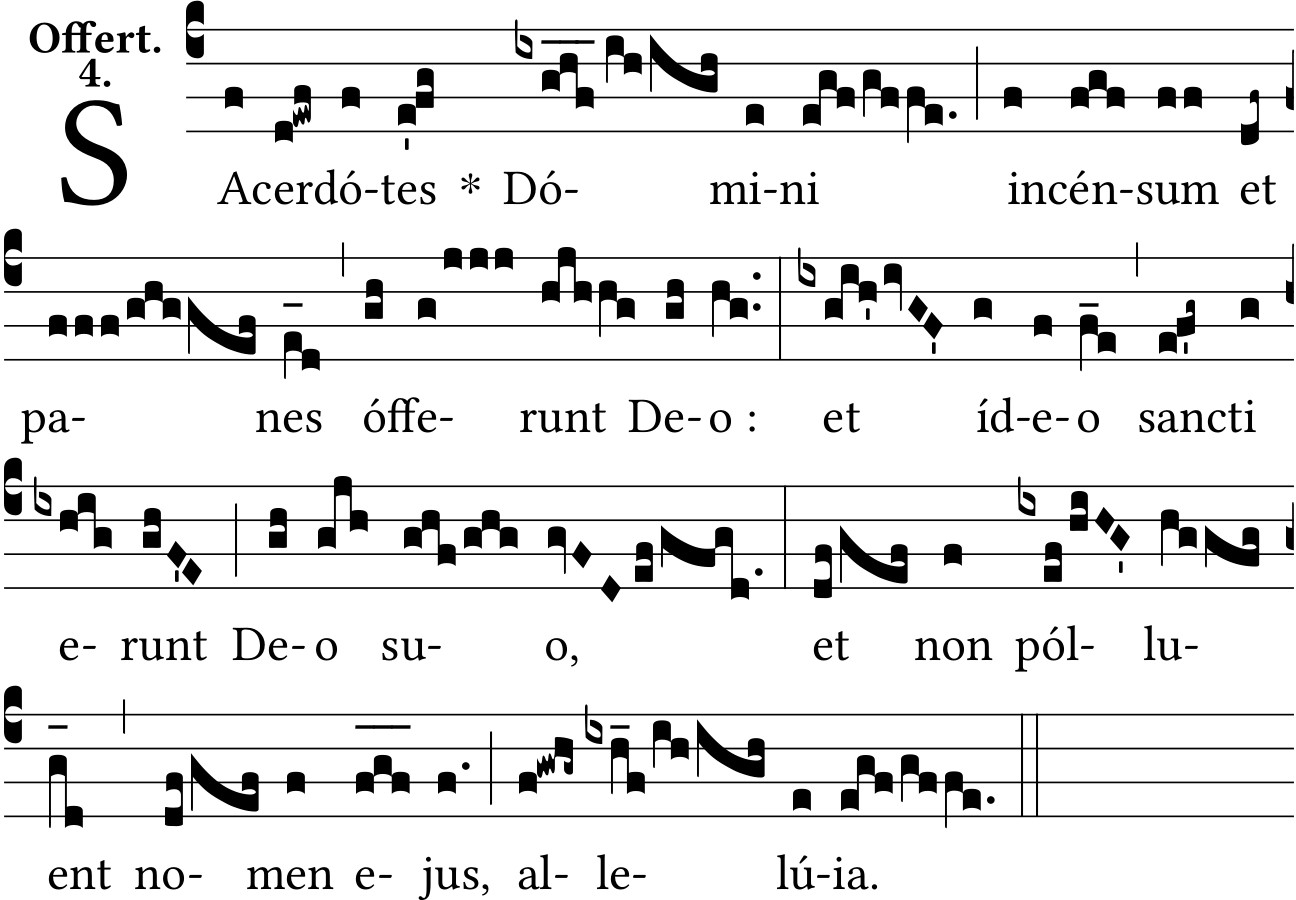 Offert.
4.
SAcerdó-tes * Dó- mi-ni incén-sum et
pa- nes óffe- runt De-o : et íd-e-o sancti
e- runt De-o su- o, et non pól- lu-
ent no- men e- jus, al- le- lú-ia.